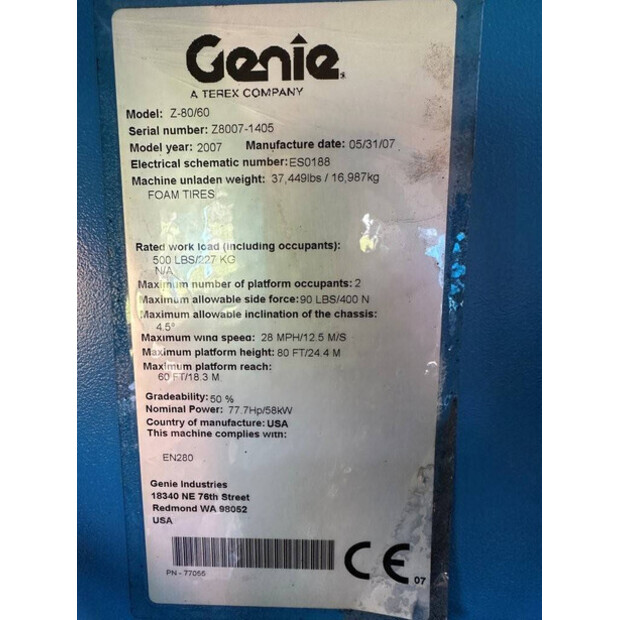 Genie
A TEREX COMPANY
Model: Z-80/60
Serial number: Z8007-1405
Model year: 2007 Manufacture date: 05/31/07
Electrical schematic number: ES0188
Machine unladen weight: 37,449lbs / 16,987kg
FOAM TIRES
Rated work load (including occupants):
500 LBS/227 KG
N/A
Maximum number of platform occupants: 2
Maximum allowable side force: 90 LBS/400 N
Maximum allowable inclination of the chassis:
4.5°
Maximum wind speed: 28 MPH/12.5 M/S
Maximum platform height: 80 FT/24.4 M
Maximum platform reach:
60 FT/18.3 M
Gradeability: 50 %
Nominal Power: 77.7Hp/58kW
Country of manufacture: USA
This machine complies with:
EN280
Genie Industries
18340 NE 76th Street
Redmond WA 98052
USA
PN - 77055
CE 07